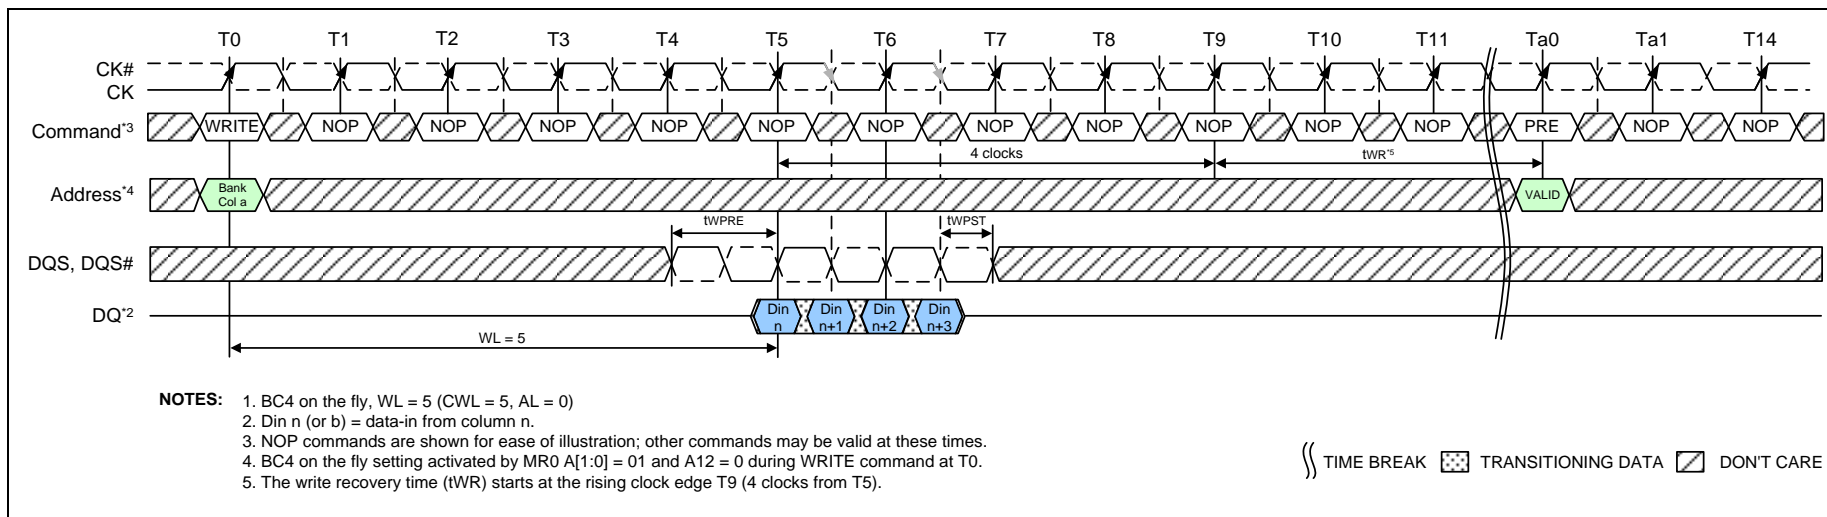 T0 T1 T2 T3 T4 T5 T6 T7 T8 T9 T10 T11 Ta0 Ta1 T14
CK#
CK
Command*3 WRITE NOP NOP NOP NOP NOP NOP NOP NOP NOP NOP NOP PRE NOP NOP
4 clocks tWR*5
Address*4 Bank Col a VALID
tWPRE tWPST
DQS, DQS#
DQ*2 Din n Din n+1 Din n+2 Din n+3
WL = 5
NOTES: 1. BC4 on the fly, WL = 5 (CWL = 5, AL = 0)
2. Din n (or b) = data-in from column n.
3. NOP commands are shown for ease of illustration; other commands may be valid at these times.
4. BC4 on the fly setting activated by MR0 A[1:0] = 01 and A12 = 0 during WRITE command at T0.
5. The write recovery time (tWR) starts at the rising clock edge T9 (4 clocks from T5).
TIME BREAK TRANSITIONING DATA DON'T CARE